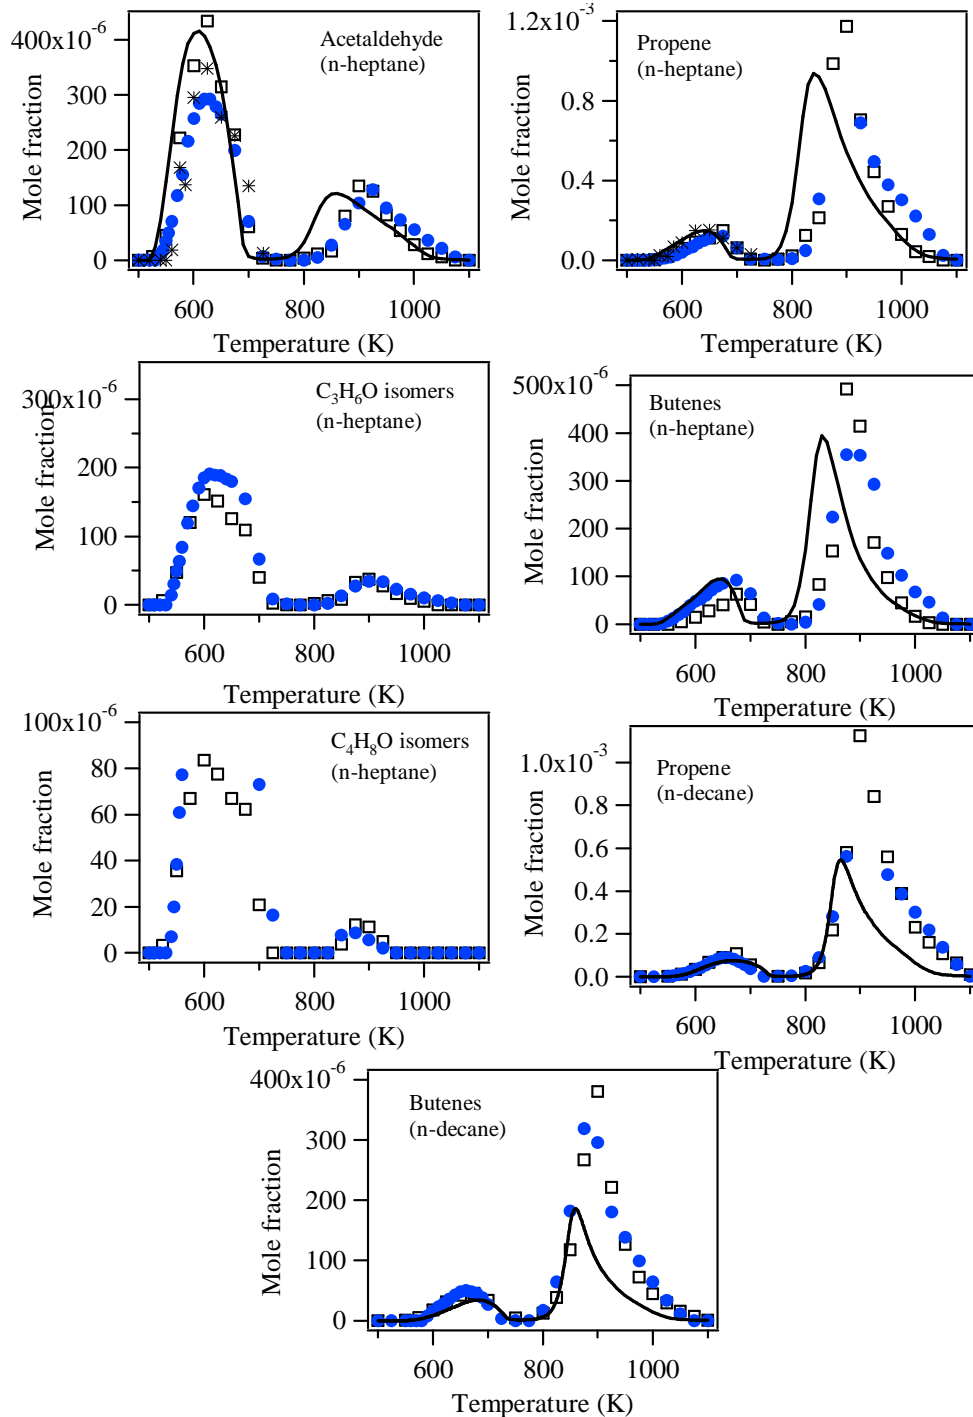 400x10⁻⁶
300
200
100
0
Mole fraction
Acetaldehyde
(n-heptane)
600 800 1000
Temperature (K)
1.2x10⁻³
0.8
0.4
0.0
Mole fraction
Propene
(n-heptane)
600 800 1000
Temperature (K)
300x10⁻⁶
200
100
0
Mole fraction
C₃H₆O isomers
(n-heptane)
600 800 1000
Temperature (K)
500x10⁻⁶
400
300
200
100
0
Mole fraction
Butenes
(n-heptane)
600 800 1000
Temperature (K)
100x10⁻⁶
80
60
40
20
0
Mole fraction
C₄H₈O isomers
(n-heptane)
600 800 1000
Temperature (K)
1.0x10⁻³
0.8
0.6
0.4
0.2
0.0
Mole fraction
Propene
(n-decane)
600 800 1000
Temperature (K)
400x10⁻⁶
300
200
100
0
Mole fraction
Butenes
(n-decane)
600 800 1000
Temperature (K)